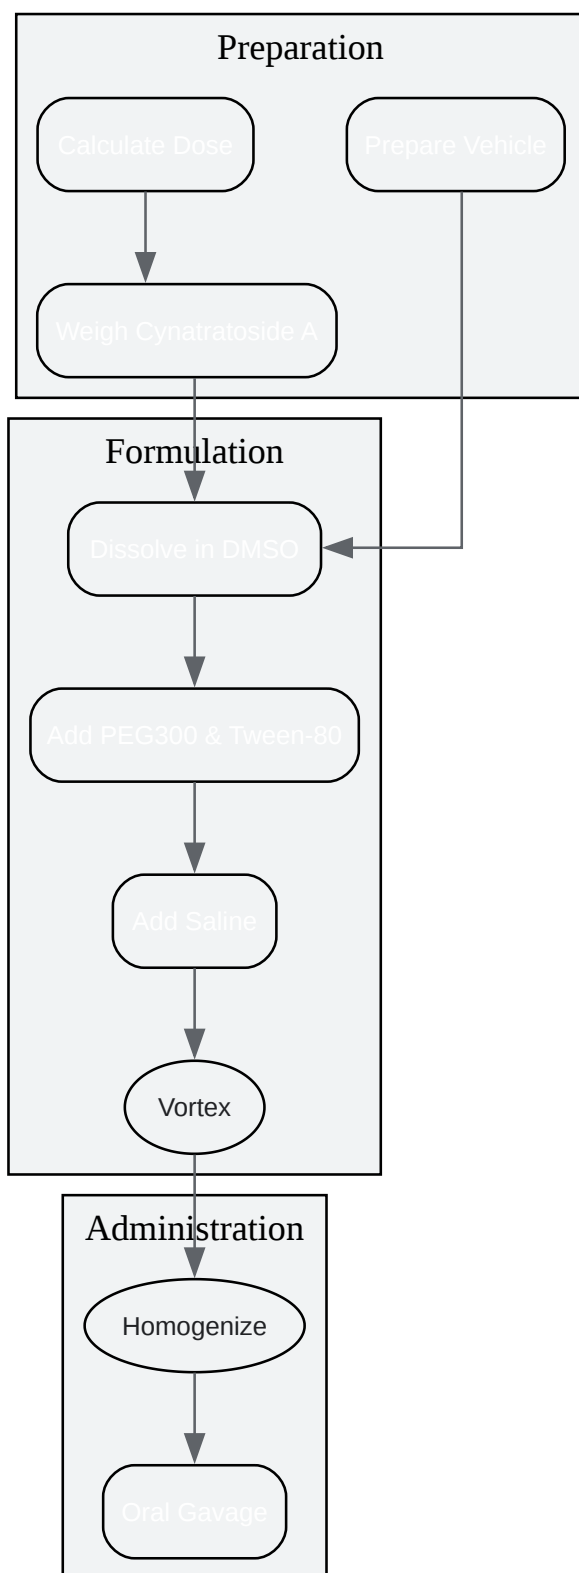 Preparation
Calculate Dose
Prepare Vehicle
Weigh Cynatratoside A
Formulation
Dissolve in DMSO
Add PEG300 & Tween-80
Add Saline
Vortex
Administration
Homogenize
Oral Gavage